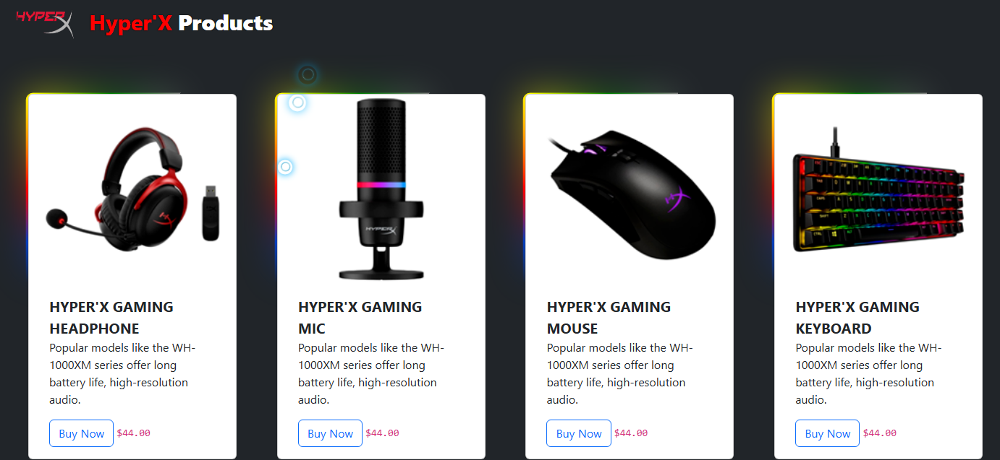 HYPERX
Hyper'X Products
HYPERX
HYPER'X GAMING
HEADPHONE
Popular models like the WH-
1000XM series offer long
battery life, high-resolution
audio.
Buy Now $44.00
HYPER'X GAMING
MIC
Popular models like the WH-
1000XM series offer long
battery life, high-resolution
audio.
Buy Now $44.00
HYPER'X GAMING
MOUSE
Popular models like the WH-
1000XM series offer long
battery life, high-resolution
audio.
Buy Now $44.00
HYPER'X GAMING
KEYBOARD
Popular models like the WH-
1000XM series offer long
battery life, high-resolution
audio.
Buy Now $44.00